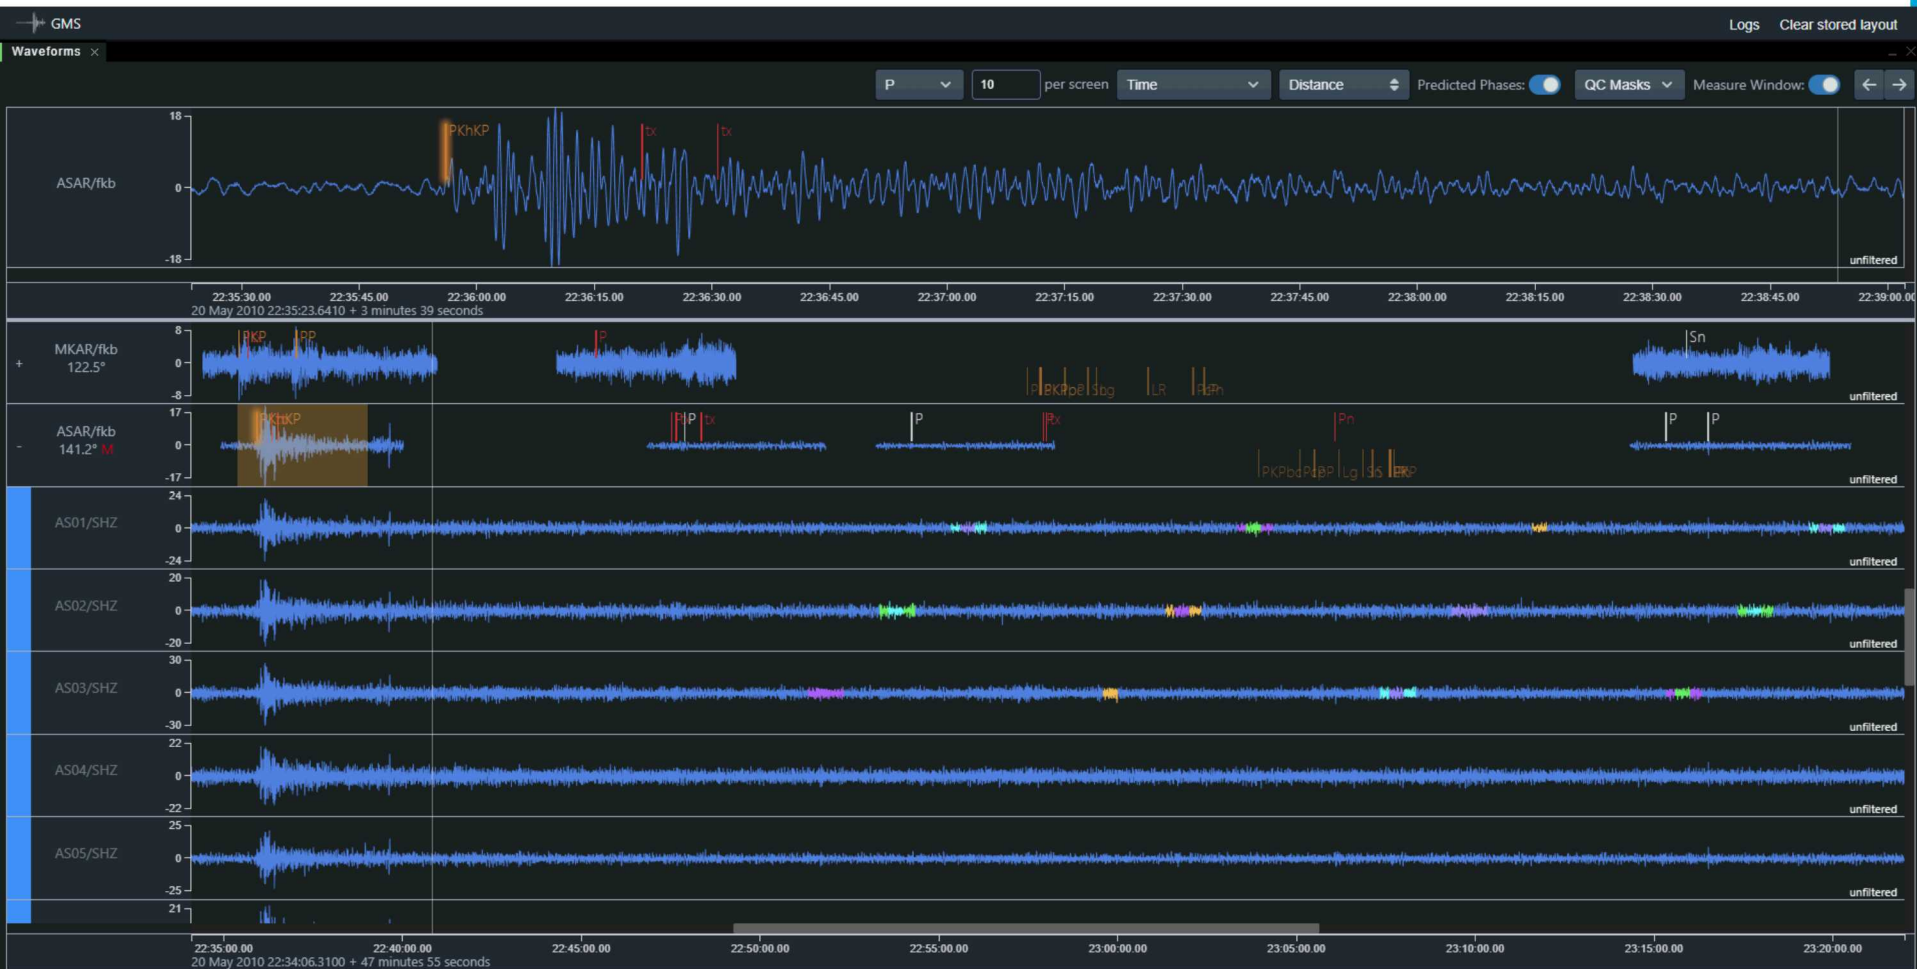 GMS Logs Clear stored layout
Waveforms
P 10 per screen Time Distance Predicted Phases: QC Masks Measure Window:
18
PKhKP tx tx
ASAR/fkb 0
-18 unfiltered
22:35:30.00 22:35:45.00 22:36:00.00 22:36:15.00 22:36:30.00 22:36:45.00 22:37:00.00 22:37:15.00 22:37:30.00 22:37:45.00 22:38:00.00 22:38:15.00 22:38:30.00 22:38:45.00 22:39:00.00
20 May 2010 22:35:23.6410 + 3 minutes 39 seconds
8
PKP PP P Sn
MKAR/fkb
+ 122.5° 0
LR
-8 unfiltered
17
P tx P Pn P P
ASAR/fkb
- 141.2° M 0
Lg
-17 unfiltered
24
AS01/SHZ 0
-24 unfiltered
20
AS02/SHZ 0
-20 unfiltered
30
AS03/SHZ 0
-30 unfiltered
22
AS04/SHZ 0
-22 unfiltered
25
AS05/SHZ 0
-25 unfiltered
21
22:35:00.00 22:40:00.00 22:45:00.00 22:50:00.00 22:55:00.00 23:00:00.00 23:05:00.00 23:10:00.00 23:15:00.00 23:20:00.00
20 May 2010 22:34:06.3100 + 47 minutes 55 seconds